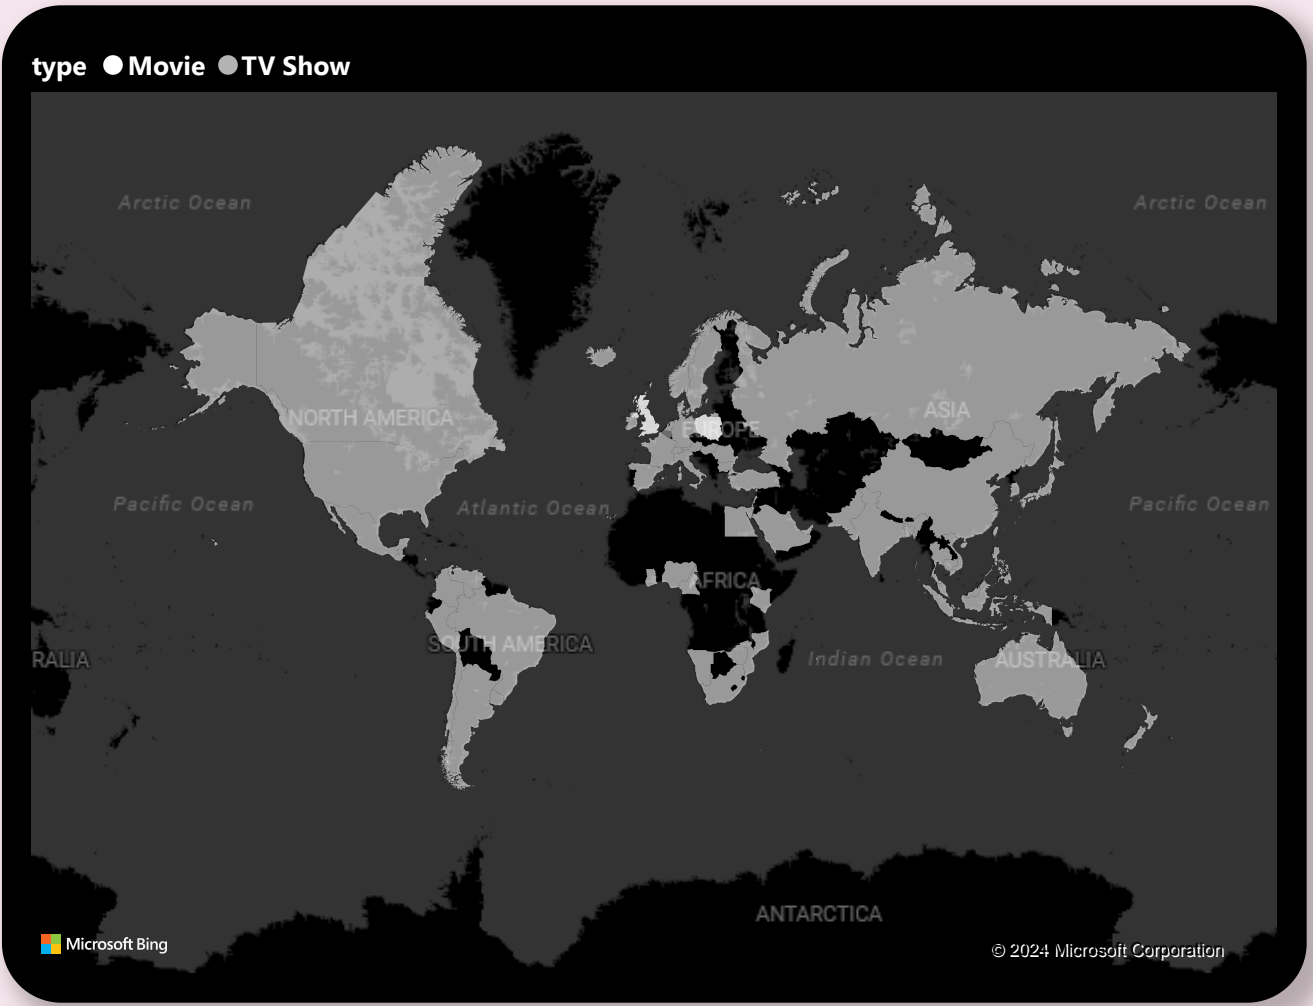 type Movie TV Show
Arctic Ocean
Arctic Ocean
NORTH AMERICA
ASIA
EUROPE
Pacific Ocean
Atlantic Ocean
Pacific Ocean
AFRICA
SOUTH AMERICA
RALIA
Indian Ocean
AUSTRALIA
ANTARCTICA
Microsoft Bing
© 2024 Microsoft Corporation